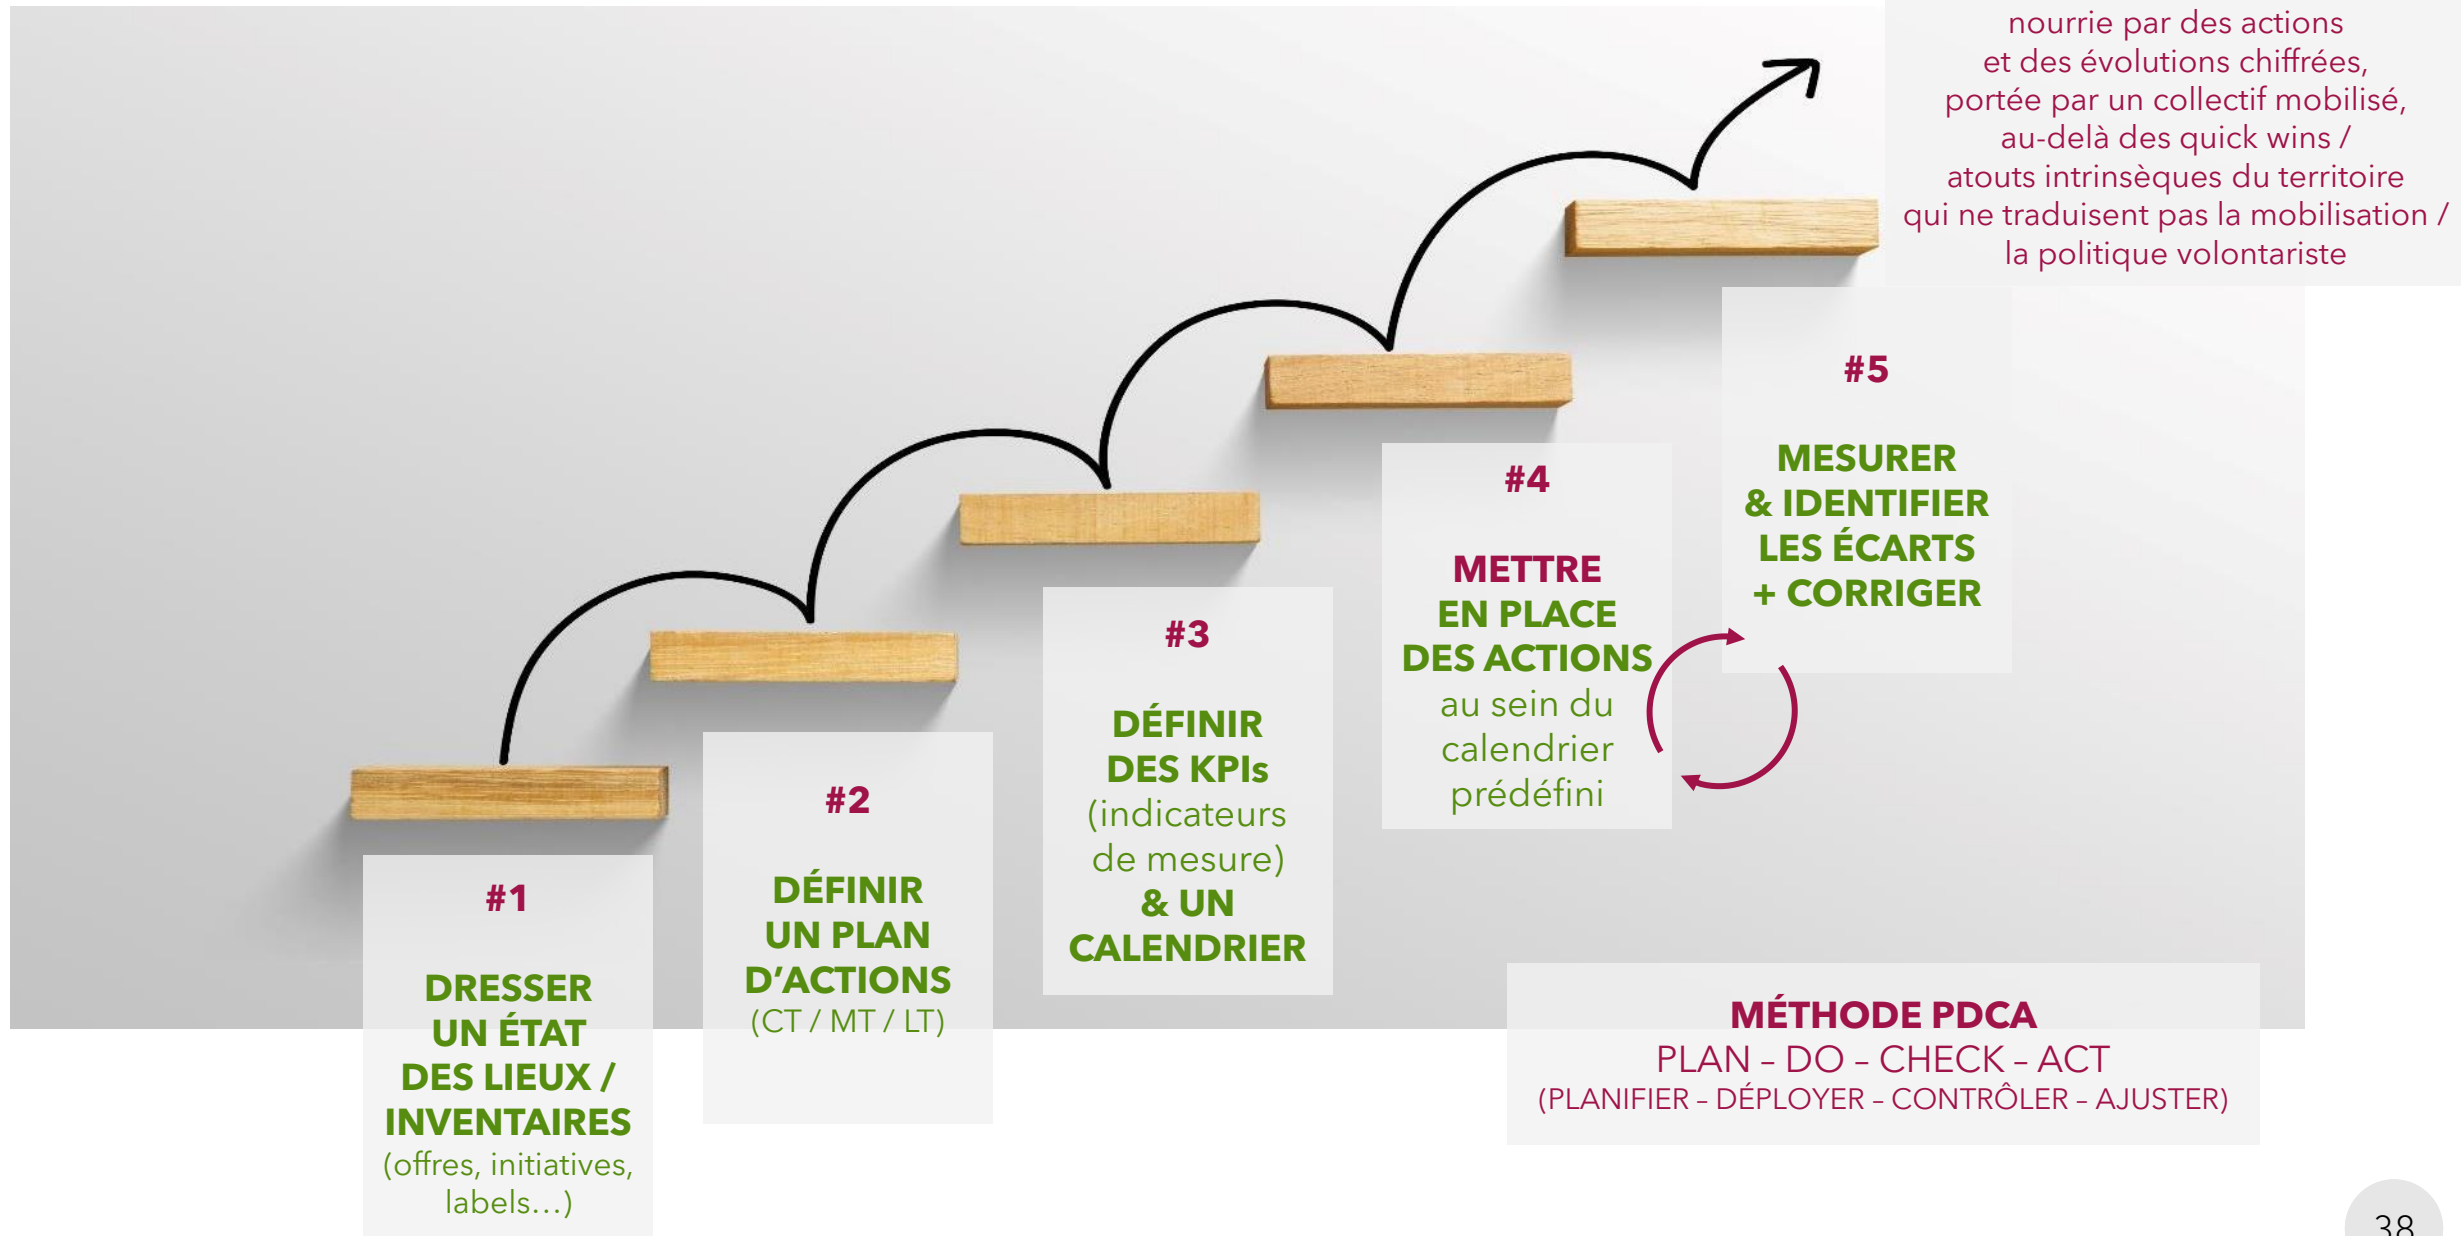 nourrie par des actions
et des évolutions chiffrées,
portée par un collectif mobilisé,
au-delà des quick wins /
atouts intrinsèques du territoire
qui ne traduisent pas la mobilisation /
la politique volontariste
#1
DRESSER
UN ÉTAT
DES LIEUX /
INVENTAIRES
(offres, initiatives,
labels…)
#2
DÉFINIR
UN PLAN
D’ACTIONS
(CT / MT / LT)
#3
DÉFINIR
DES KPIs
(indicateurs
de mesure)
& UN
CALENDRIER
#4
METTRE
EN PLACE
DES ACTIONS
au sein du
calendrier
prédéfini
#5
MESURER
& IDENTIFIER
LES ÉCARTS
+ CORRIGER
MÉTHODE PDCA
PLAN – DO – CHECK – ACT
(PLANIFIER – DÉPLOYER – CONTRÔLER – AJUSTER)
38